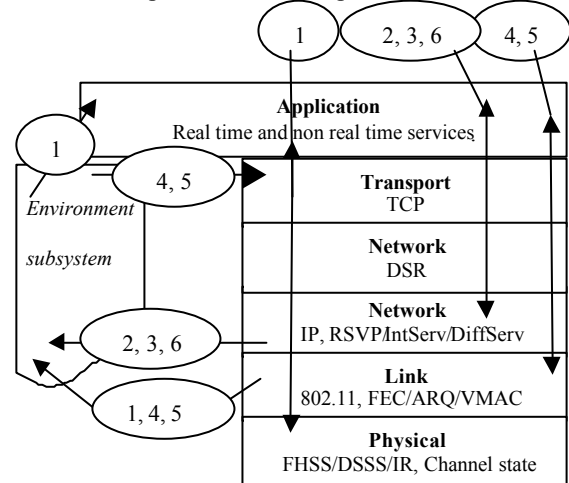 1
2, 3, 6
4, 5
Application
Real time and non real time services.
1
4, 5
Environment
subsystem
Transport
TCP
Network
DSR
Network
IP, RSVP/IntServ/DiffServ
2, 3, 6
Link
802.11, FEC/ARQ/VMAC
1, 4, 5
Physical
FHSS/DSSS/IR, Channel state